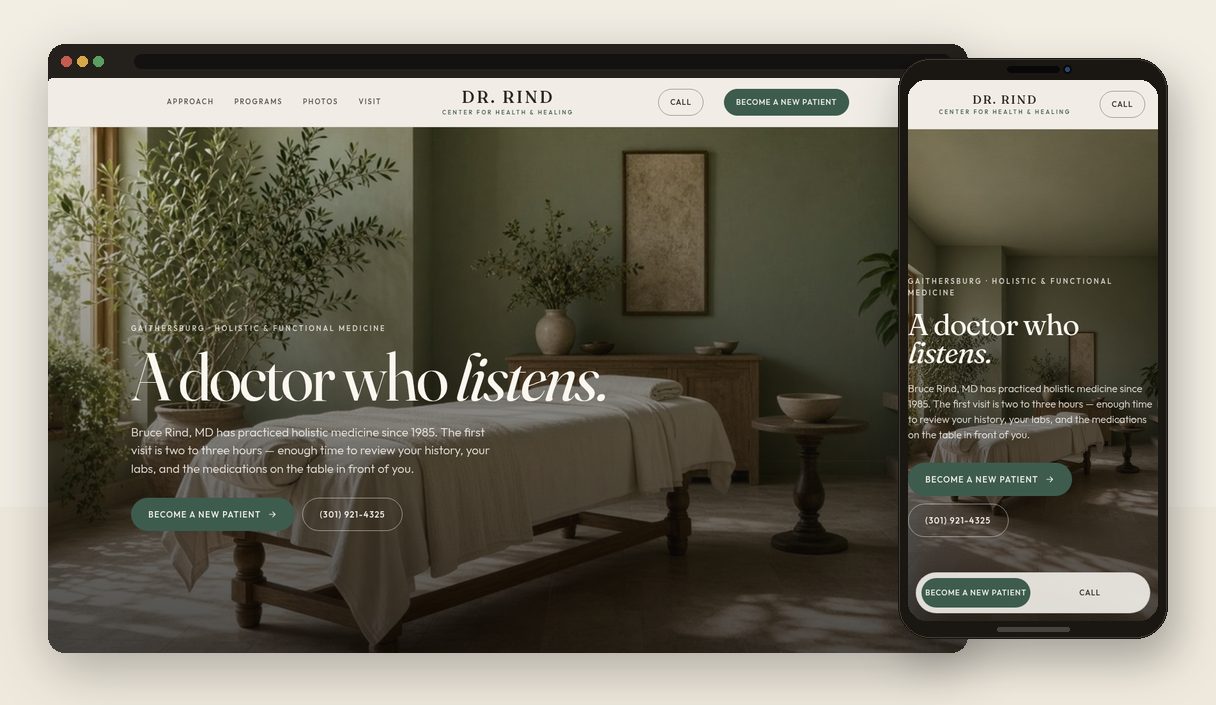 APPROACH PROGRAMS PHOTOS VISIT
DR. RIND
CENTER FOR HEALTH & HEALING
CALL
BECOME A NEW PATIENT
GAITHERSBURG · HOLISTIC & FUNCTIONAL MEDICINE
A doctor who listens.
Bruce Rind, MD has practiced holistic medicine since 1985. The first
visit is two to three hours — enough time to review your history, your
labs, and the medications on the table in front of you.
BECOME A NEW PATIENT →
(301) 921-4325
DR. RIND
CENTER FOR HEALTH & HEALING
CALL
GAITHERSBURG · HOLISTIC & FUNCTIONAL
MEDICINE
A doctor who
listens.
Bruce Rind, MD has practiced holistic medicine since
1985. The first visit is two to three hours — enough time
to review your history, your labs, and the medications
on the table in front of you.
BECOME A NEW PATIENT →
(301) 921-4325
BECOME A NEW PATIENT
CALL